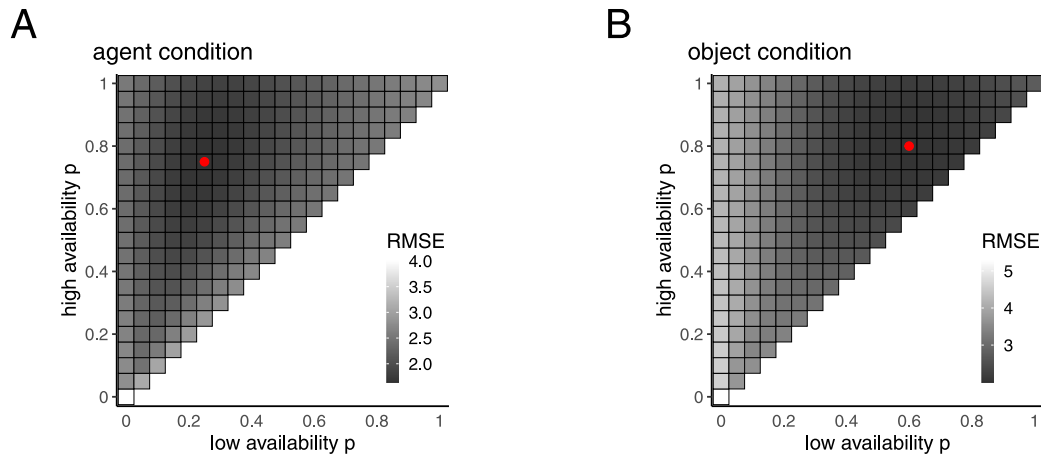 A
agent condition
high availability p
1
0.8
0.6
0.4
0.2
0
0 0.2 0.4 0.6 0.8 1
low availability p
RMSE
4.0
3.5
3.0
2.5
2.0
B
object condition
high availability p
1
0.8
0.6
0.4
0.2
0
0 0.2 0.4 0.6 0.8 1
low availability p
RMSE
5
4
3